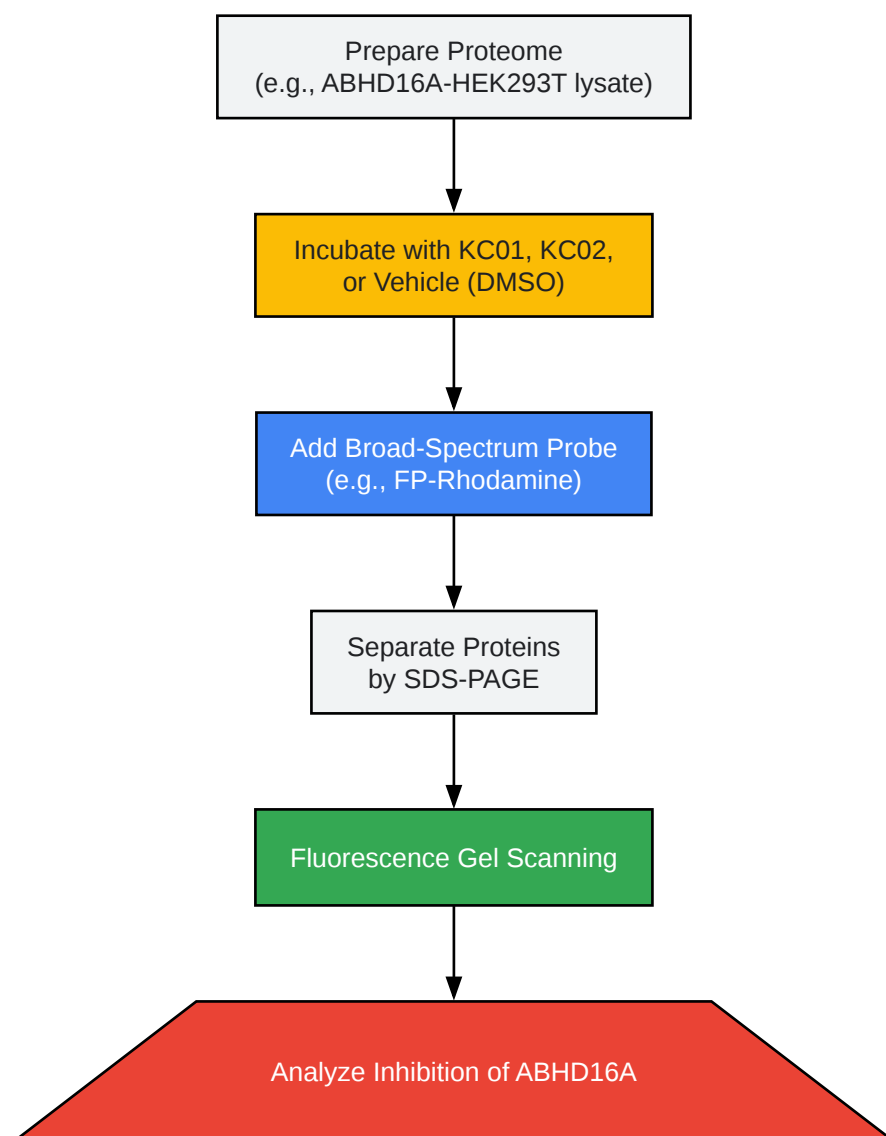 Prepare Proteome
(e.g., ABHD16A-HEK293T lysate)
Incubate with KC01, KC02,
or Vehicle (DMSO)
Add Broad-Spectrum Probe
(e.g., FP-Rhodamine)
Separate Proteins
by SDS-PAGE
Fluorescence Gel Scanning
Analyze Inhibition of ABHD16A